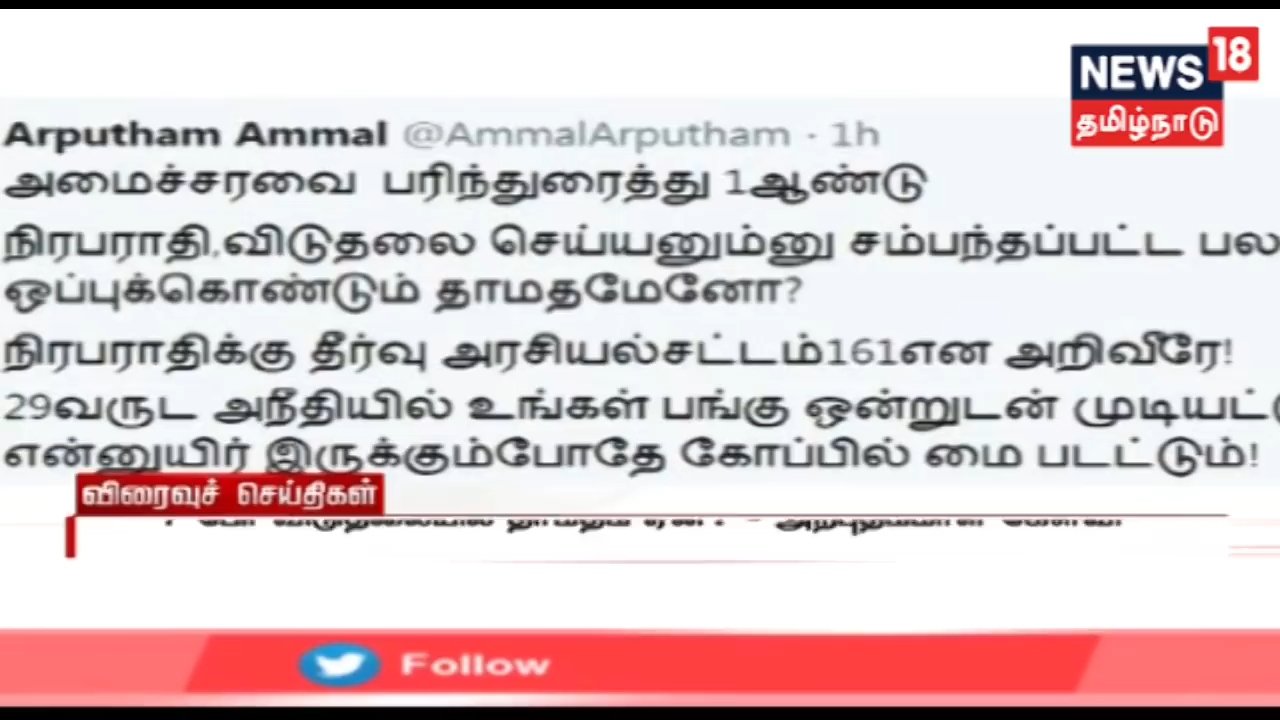 NEWS 18
தமிழ்நாடு
Arputham Ammal @AmmalArputham · 1h
அமைச்சரவை பரிந்துரைத்து 1ஆண்டு
நிரபராதி,விடுதலை செய்யனும்னு சம்பந்தப்பட்ட பல
ஒப்புக்கொண்டும் தாமதமேனோ?
நிரபராதிக்கு தீர்வு அரசியல்சட்டம்161என அறிவீரே!
29வருட அநீதியில் உங்கள் பங்கு ஒன்றுடன்
என்னுயிர் இருக்கும்போதே கோப்பில் மை படட்டும்!
விரைவுச் செய்திகள்
Follow